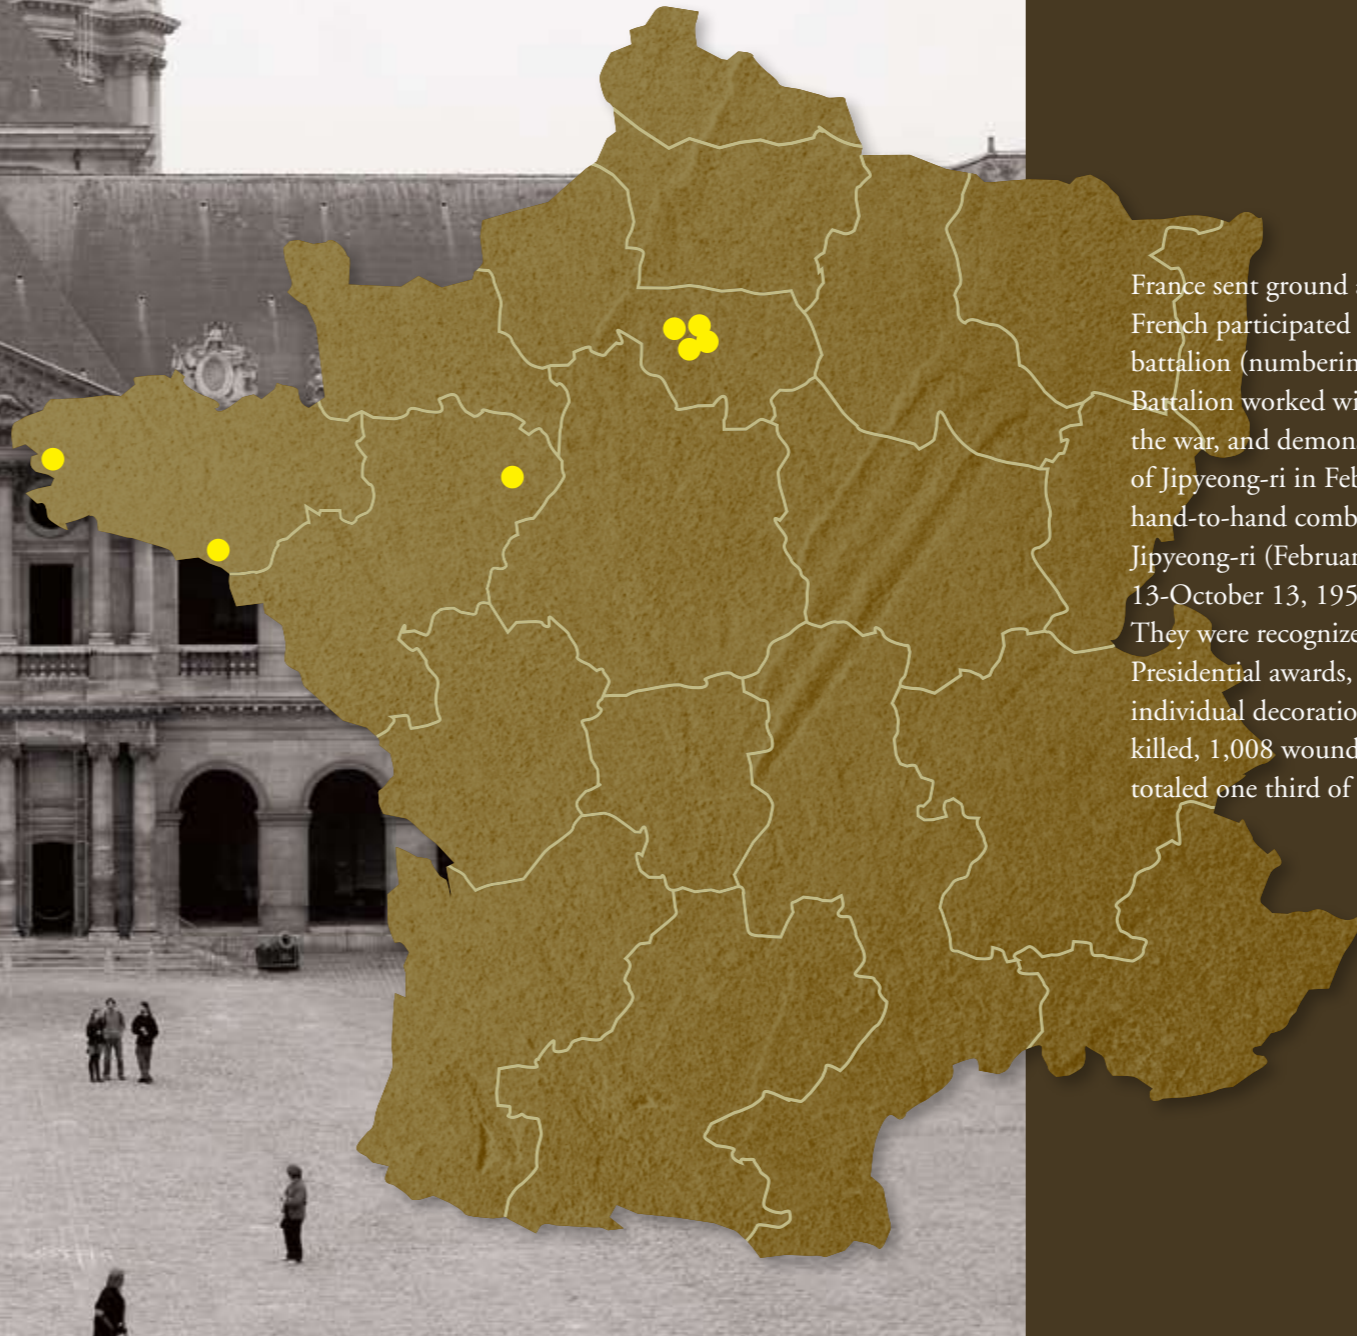 France sent ground
French participated
battalion (numberin
Battalion worked wi
the war, and demon
of Jipyeong-ri in Feb
hand-to-hand comb
Jipyeong-ri (Februar
13-October 13, 195
They were recognize
Presidential awards,
individual decoratio
killed, 1,008 wound
totaled one third of